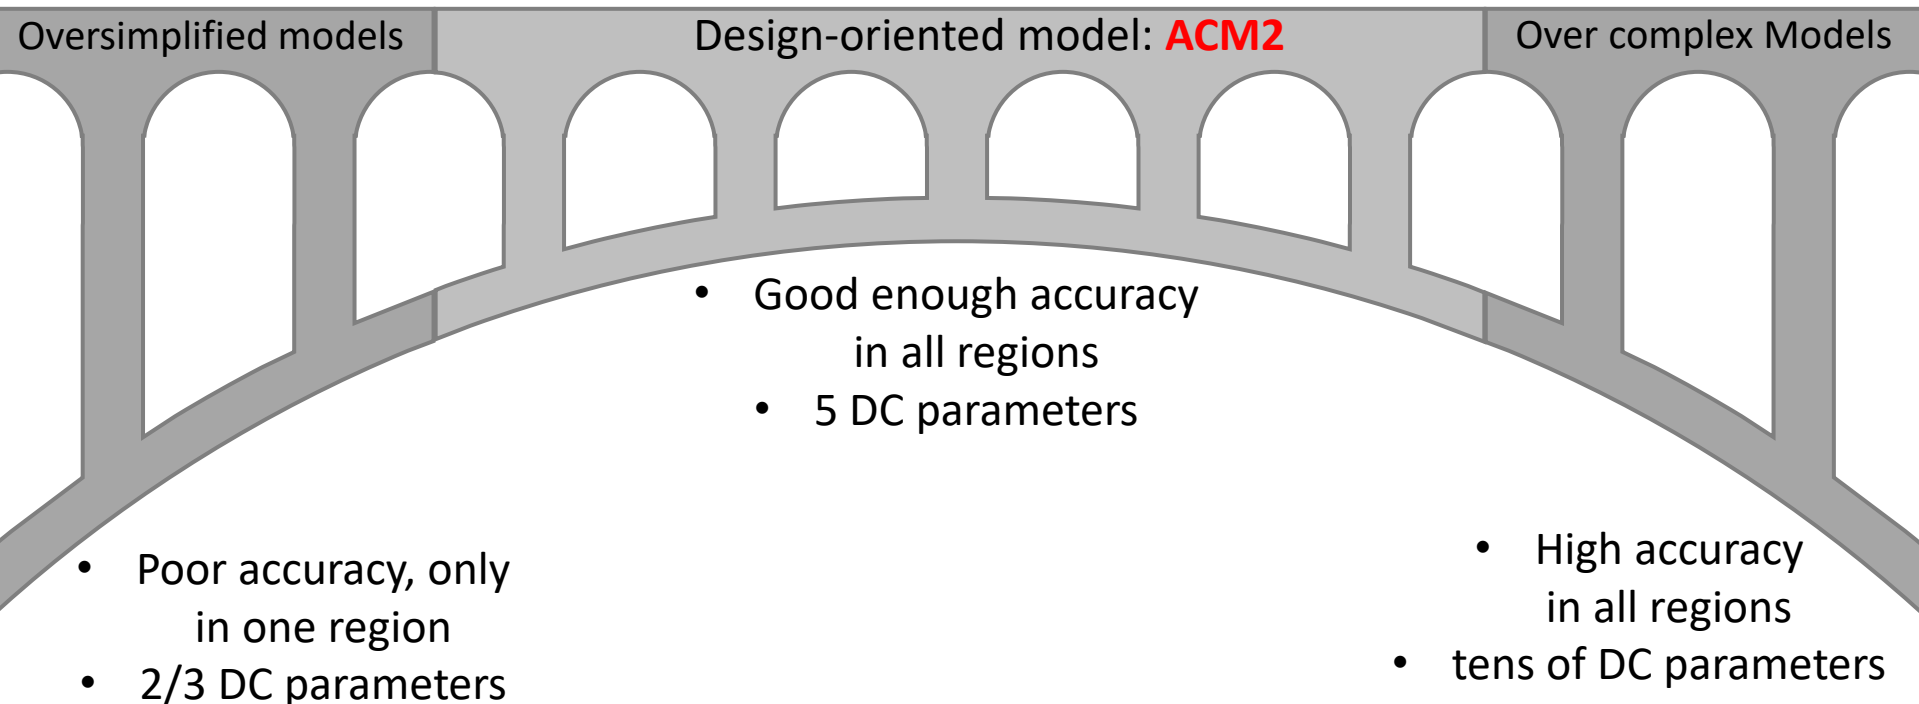 Oversimplified models
Design-oriented model: ACM2
Over complex Models
• Good enough accuracy
in all regions
• 5 DC parameters
• Poor accuracy, only
in one region
• 2/3 DC parameters
• High accuracy
in all regions
• tens of DC parameters